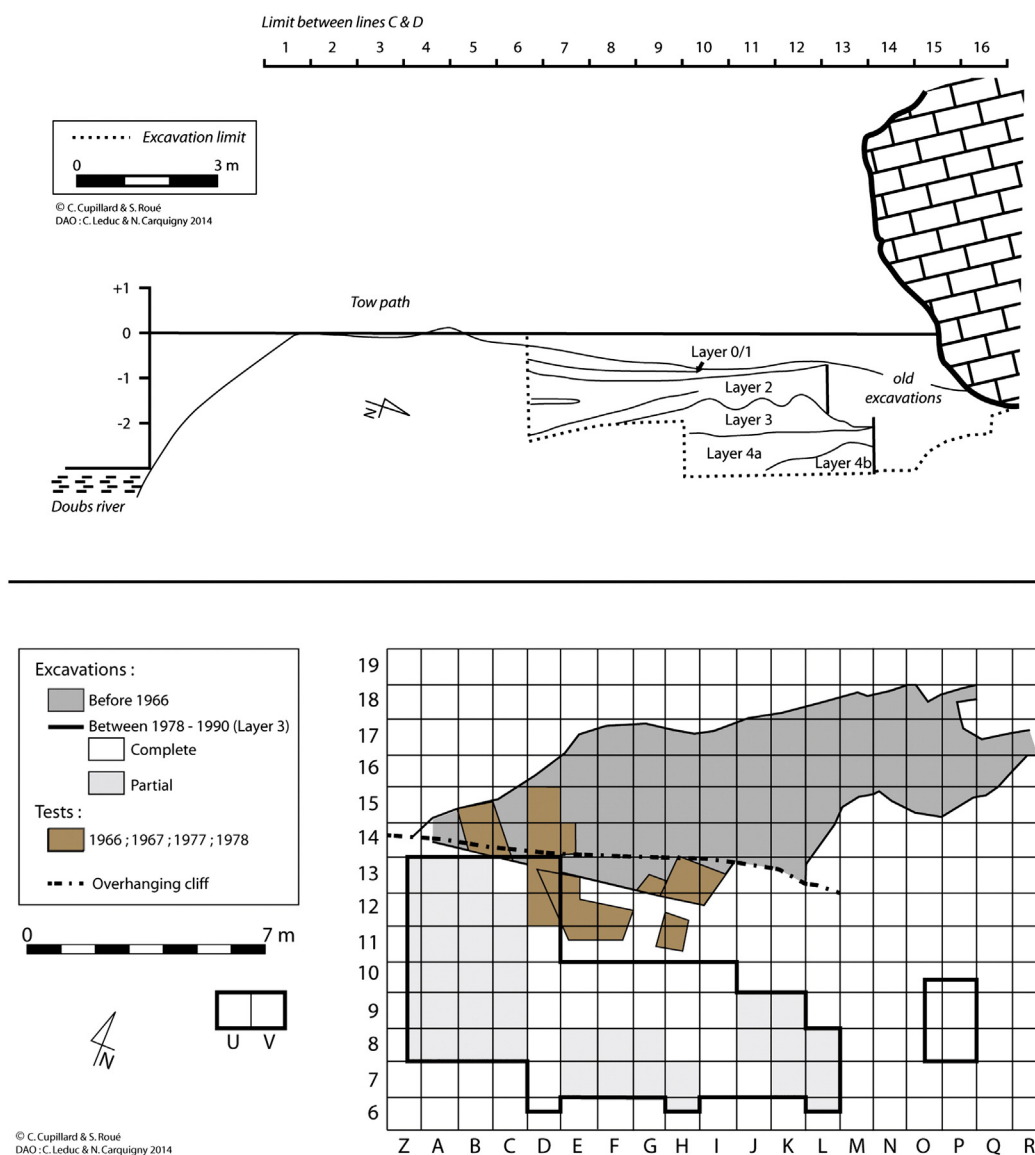 Limit between lines C & D
1 2 3 4 5 6 7 8 9 10 11 12 13 14 15 16
Excavation limit
0 3 m
© C. Cupillard & S. Roué
DAO : C. Leduc & N. Carquigny 2014
+1
0
-1
-2
Tow path
Layer 0/1
Layer 2
Layer 3
Layer 4a
Layer 4b
old
excavations
N
Doubs river
Excavations :
Before 1966
Between 1978 - 1990 (Layer 3)
Complete
Partial
Tests :
1966 ; 1967 ; 1977 ; 1978
Overhanging cliff
0 7 m
U V
N
© C. Cupillard & S. Roué
DAO : C. Leduc & N. Carquigny 2014
19
18
17
16
15
14
13
12
11
10
9
8
7
6
Z A B C D E F G H I J K L M N O P Q R